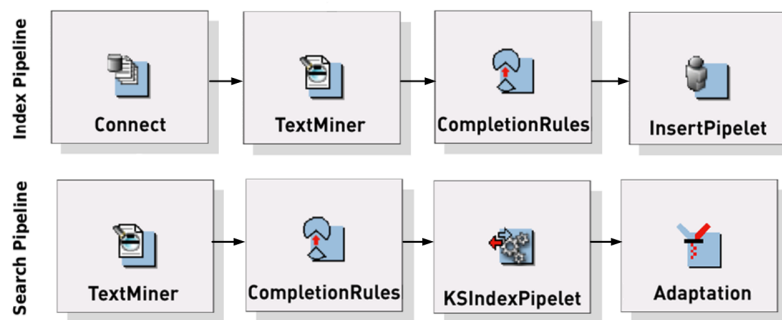 Index Pipeline
Connect
TextMiner
CompletionRules
InsertPipelet
Search Pipeline
TextMiner
CompletionRules
KSIndexPipelet
Adaptation